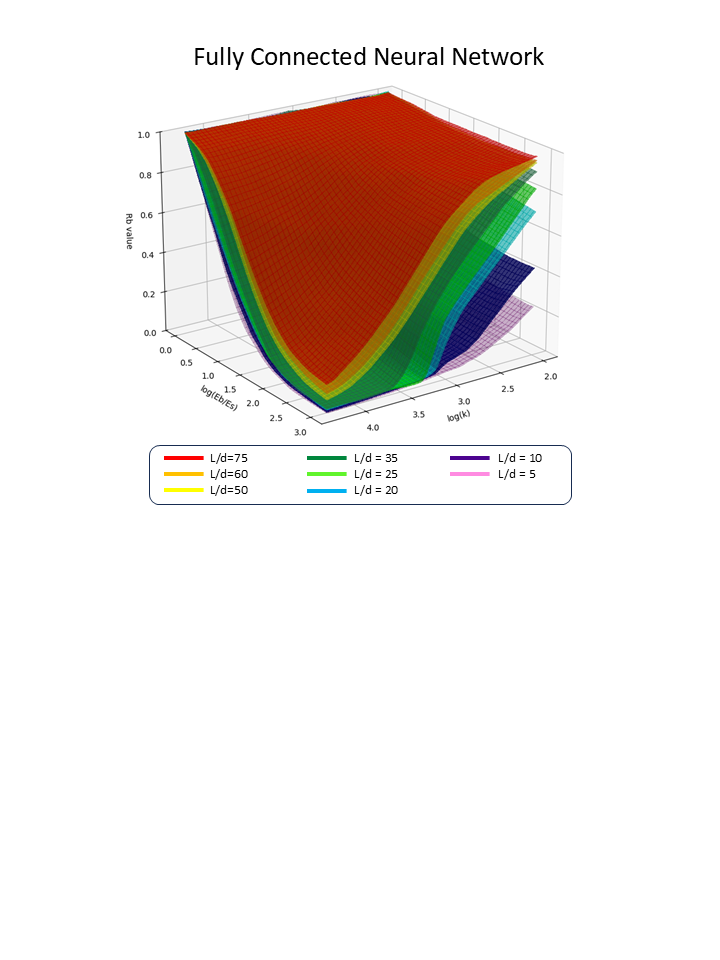 Fully Connected Neural Network
1.0
0.8
0.6
0.4
0.2
0.0
Rb value
0.0
0.5
1.0
1.5
2.0
2.5
3.0
log(Eb/Es)
4.0
3.5
3.0
2.5
2.0
log(k)
L/d=75 L/d = 35 L/d = 10
L/d=60 L/d = 25 L/d = 5
L/d=50 L/d = 20